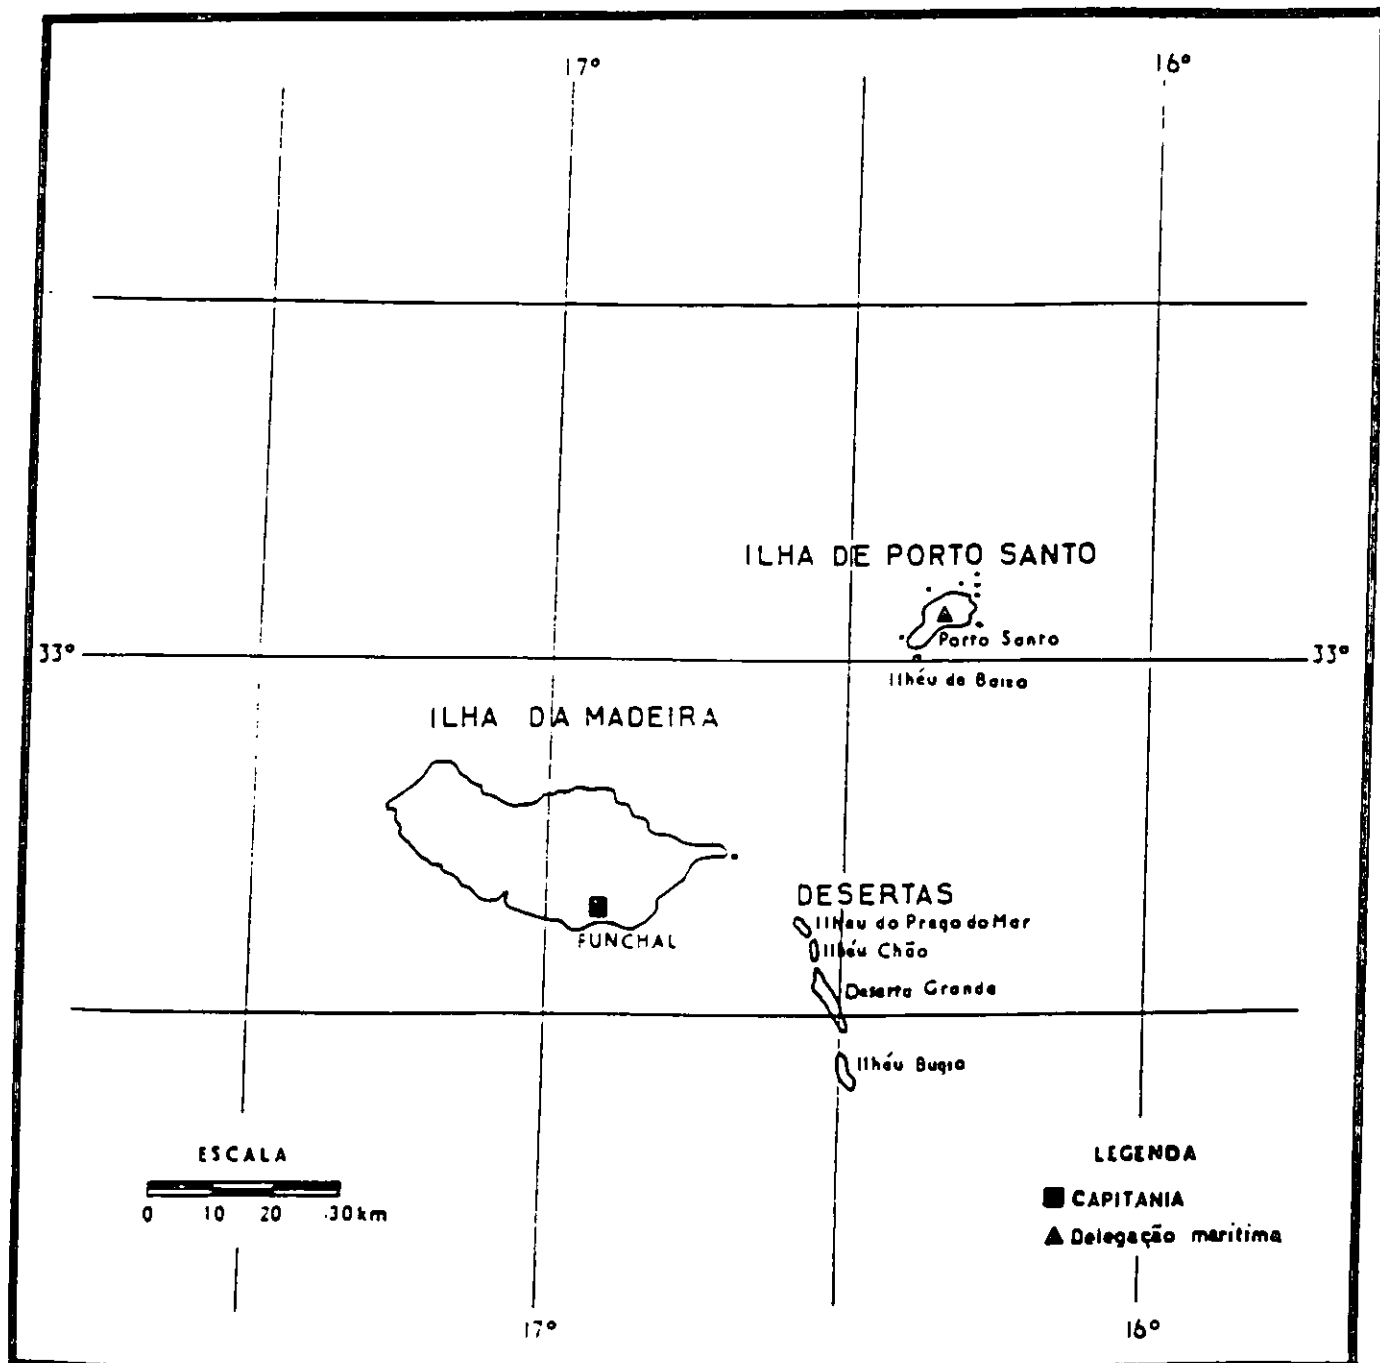 17° 16°
ILHA DE PORTO SANTO
Porto Santo
33° 33°
Ilhéu de Baixo
ILHA DA MADEIRA
DESERTAS
Ilheu do Prego do Mar
FUNCHAL
Ilhéu Chão
Deserta Grande
Ilhéu Bugio
ESCALA
0 10 20 30km
LEGENDA
CAPITANIA
Delegação marítima
17° 16°